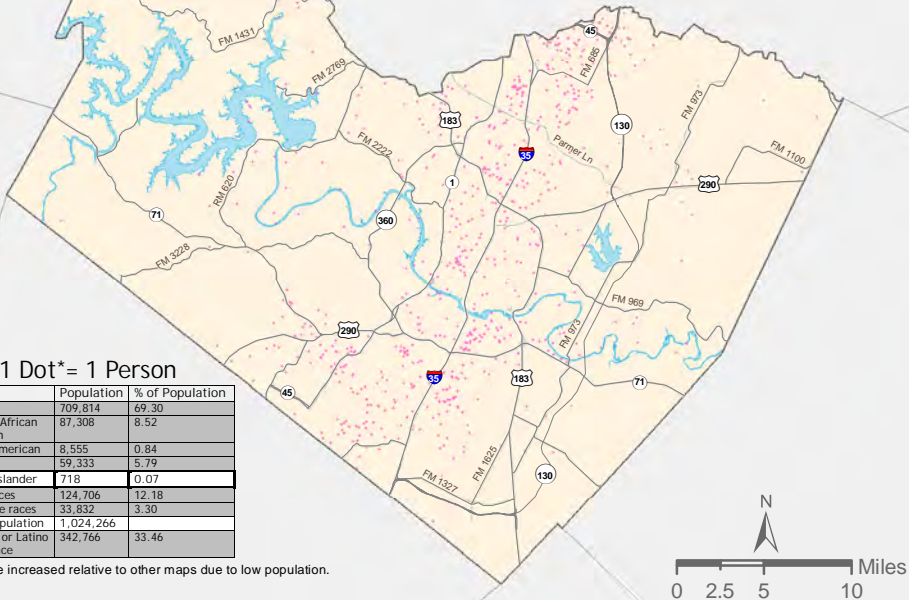 FM 1431
45
FM 685
FM 2769
183
130
FM 973
FM 2222
Parmer Ln
35
FM 1100
1
290
RM 620
71
360
FM 3228
FM 969
290
FM 973
1 Dot*= 1 Person
35
183
71
45
Population % of Population
709,814 69.30
African 87,308 8.52
n
merican 8,555 0.84
59,333 5.79
slander 718 0.07
ces 124,706 12.18
e races 33,832 3.30
pulation 1,024,266
or Latino 342,766 33.46
ce
FM 1327
FM 1625
130
e increased relative to other maps due to low population.
N
Miles
0 2.5 5 10